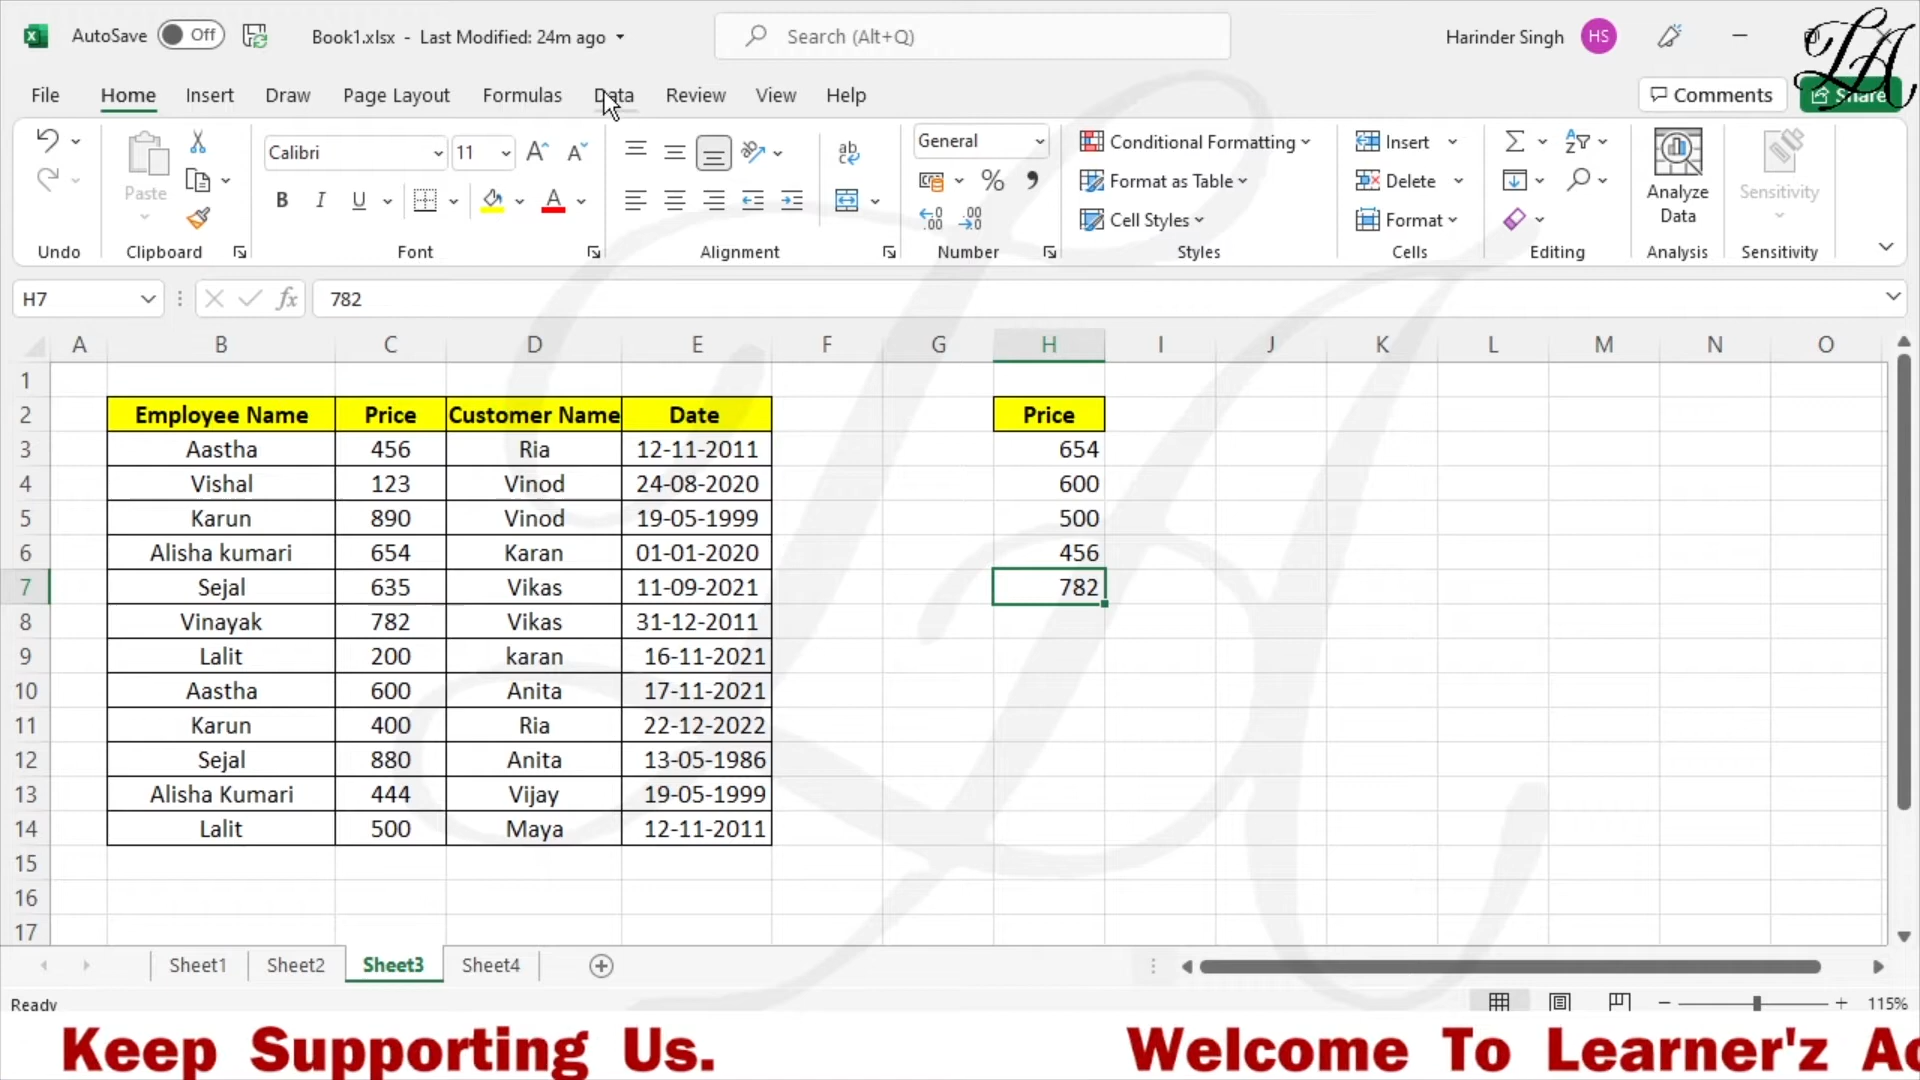 AutoSave Off Book1.xlsx - Last Modified: 24m ago Search (Alt+Q) Harinder Singh HS
File Home Insert Draw Page Layout Formulas Data Review View Help Comments Share
Paste Calibri 11 General Conditional Formatting Insert
B I U Format as Table Delete Analyze Data Sensitivity
Cell Styles Format
Undo Clipboard Font Alignment Number Styles Cells Editing Analysis Sensitivity
H7 fx 782
A B C D E F G H I J K L M N O
1
2 Employee Name Price Customer Name Date Price
3 Aastha 456 Ria 12-11-2011 654
4 Vishal 123 Vinod 24-08-2020 600
5 Karun 890 Vinod 19-05-1999 500
6 Alisha kumari 654 Karan 01-01-2020 456
7 Sejal 635 Vikas 11-09-2021 782
8 Vinayak 782 Vikas 31-12-2011
9 Lalit 200 karan 16-11-2021
10 Aastha 600 Anita 17-11-2021
11 Karun 400 Ria 22-12-2022
12 Sejal 880 Anita 13-05-1986
13 Alisha Kumari 444 Vijay 19-05-1999
14 Lalit 500 Maya 12-11-2011
15
16
17
Sheet1 Sheet2 Sheet3 Sheet4
Ready 115%
Keep Supporting Us. Welcome To Learner'z Ac